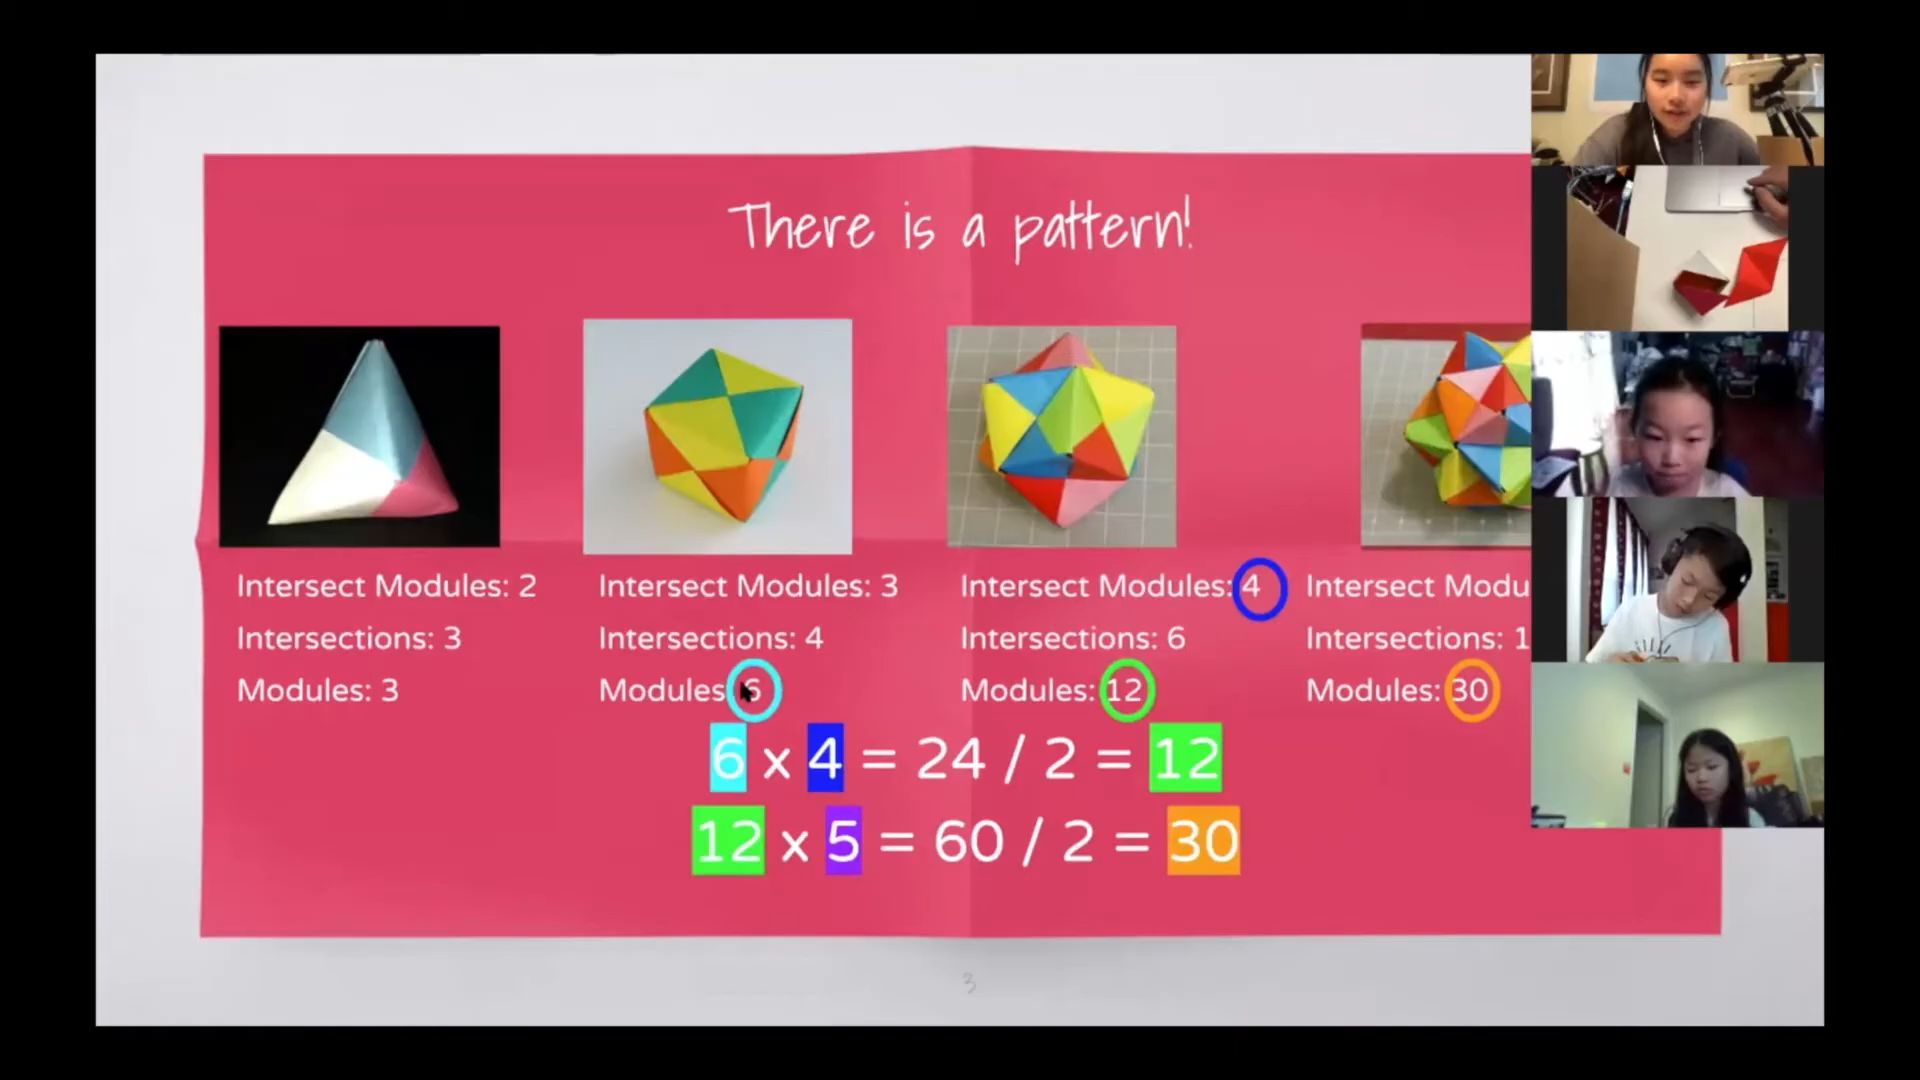 There is a pattern!
Intersect Modules: 2
Intersections: 3
Modules: 3
Intersect Modules: 3
Intersections: 4
Modules 6
Intersect Modules: 4
Intersections: 6
Modules: 12
Intersect Modu
Intersections: 1
Modules: 30
6 x 4 = 24 / 2 = 12
12 x 5 = 60 / 2 = 30
3